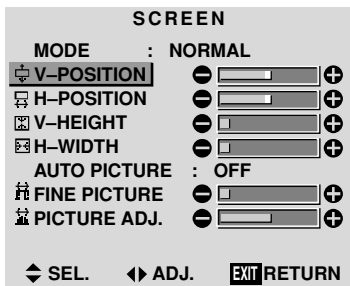 SCREEN
MODE : NORMAL
V–POSITION
H–POSITION
V–HEIGHT
H–WIDTH
AUTO PICTURE : OFF
FINE PICTURE
PICTURE ADJ.
SEL. ADJ. EXIT RETURN